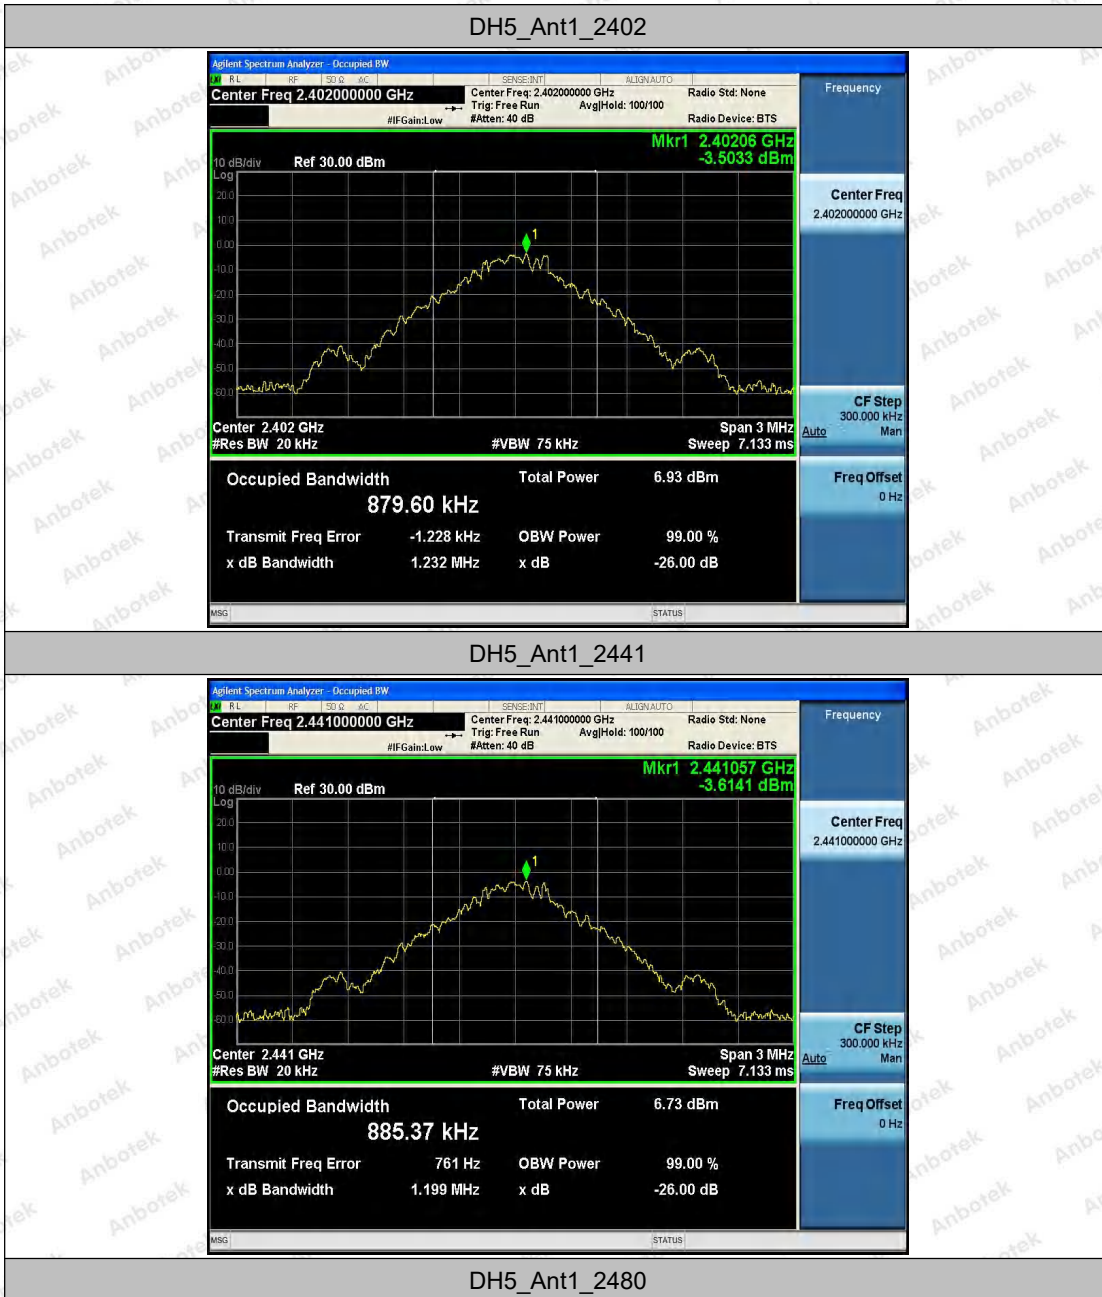 DH5_Ant1_2402
Agilent Spectrum Analyzer - Occupied BW
LXI RL RF 50 Ω AC SENSE:INT ALIGNAUTO
Center Freq 2.402000000 GHz
Center Freq: 2.402000000 GHz Radio Std: None
Trig: Free Run Avg|Hold: 100/100
#IFGain:Low #Atten: 40 dB Radio Device: BTS
Mkr1 2.40206 GHz
-3.5033 dBm
10 dB/div Ref 30.00 dBm
Log
20.0
10.0
0.00
-10.0
-20.0
-30.0
-40.0
-50.0
-60.0
1
Center 2.402 GHz Span 3 MHz
#Res BW 20 kHz #VBW 75 kHz Sweep 7.133 ms
Occupied Bandwidth Total Power 6.93 dBm
879.60 kHz
Transmit Freq Error -1.228 kHz OBW Power 99.00 %
x dB Bandwidth 1.232 MHz x dB -26.00 dB
MSG STATUS
Frequency
Center Freq
2.402000000 GHz
CF Step
300.000 kHz
Auto Man
Freq Offset
0 Hz
DH5_Ant1_2441
Agilent Spectrum Analyzer - Occupied BW
LXI RL RF 50 Ω AC SENSE:INT ALIGNAUTO
Center Freq 2.441000000 GHz
Center Freq: 2.441000000 GHz Radio Std: None
Trig: Free Run Avg|Hold: 100/100
#IFGain:Low #Atten: 40 dB Radio Device: BTS
Mkr1 2.441057 GHz
-3.6141 dBm
10 dB/div Ref 30.00 dBm
Log
20.0
10.0
0.00
-10.0
-20.0
-30.0
-40.0
-50.0
-60.0
1
Center 2.441 GHz Span 3 MHz
#Res BW 20 kHz #VBW 75 kHz Sweep 7.133 ms
Occupied Bandwidth Total Power 6.73 dBm
885.37 kHz
Transmit Freq Error 761 Hz OBW Power 99.00 %
x dB Bandwidth 1.199 MHz x dB -26.00 dB
MSG STATUS
Frequency
Center Freq
2.441000000 GHz
CF Step
300.000 kHz
Auto Man
Freq Offset
0 Hz
DH5_Ant1_2480
Anbotek